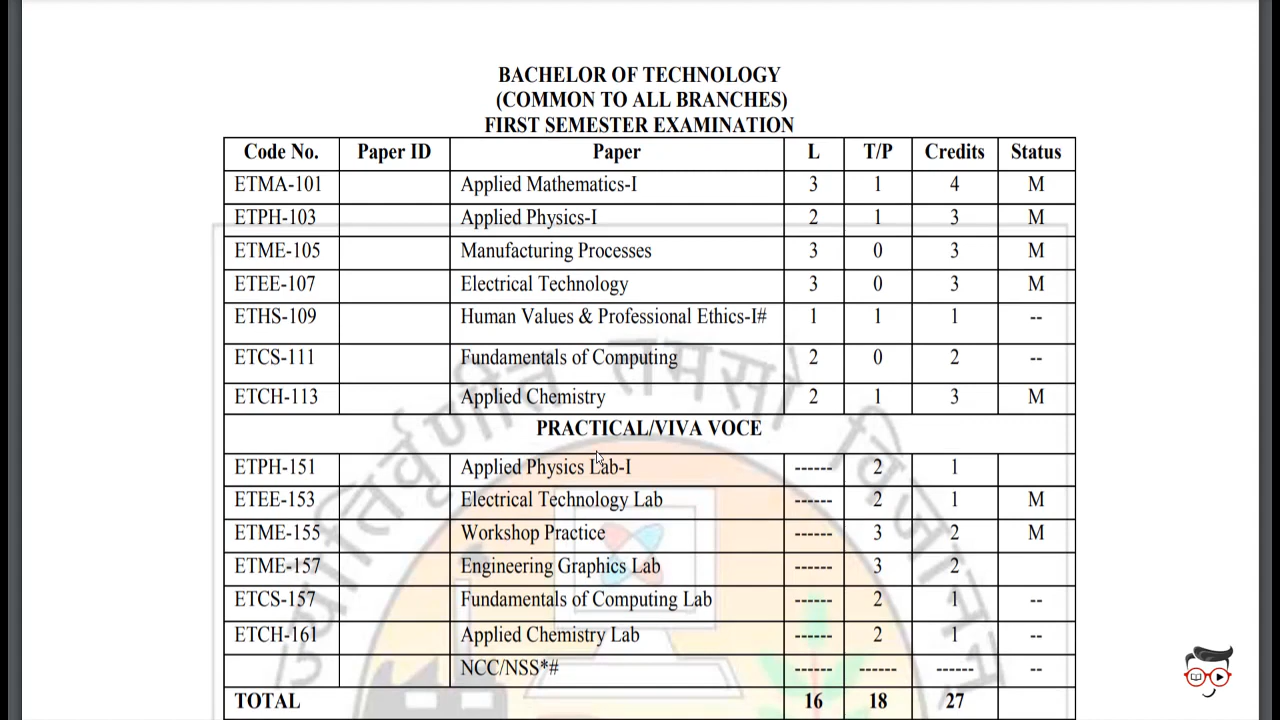 BACHELOR OF TECHNOLOGY
(COMMON TO ALL BRANCHES)
FIRST SEMESTER EXAMINATION
Code No. Paper ID Paper L T/P Credits Status
ETMA-101 Applied Mathematics-I 3 1 4 M
ETPH-103 Applied Physics-I 2 1 3 M
ETME-105 Manufacturing Processes 3 0 3 M
ETEE-107 Electrical Technology 3 0 3 M
ETHS-109 Human Values & Professional Ethics-I# 1 1 1 --
ETCS-111 Fundamentals of Computing 2 0 2 --
ETCH-113 Applied Chemistry 2 1 3 M
PRACTICAL/VIVA VOCE
ETPH-151 Applied Physics Lab-I ------ 2 1
ETEE-153 Electrical Technology Lab ------ 2 1 M
ETME-155 Workshop Practice ------ 3 2 M
ETME-157 Engineering Graphics Lab ------ 3 2
ETCS-157 Fundamentals of Computing Lab ------ 2 1 --
ETCH-161 Applied Chemistry Lab ------ 2 1 --
NCC/NSS*# ------ ------ ------ --
TOTAL 16 18 27